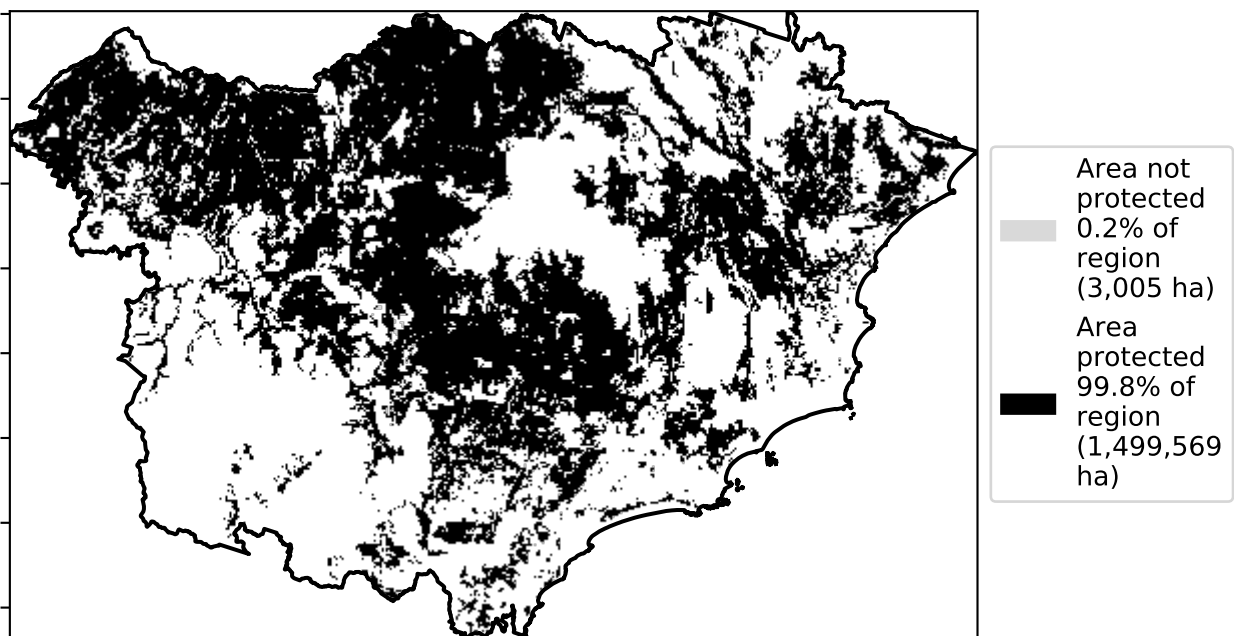 Area not
protected
0.2% of
region
(3,005 ha)
Area
protected
99.8% of
region
(1,499,569
ha)